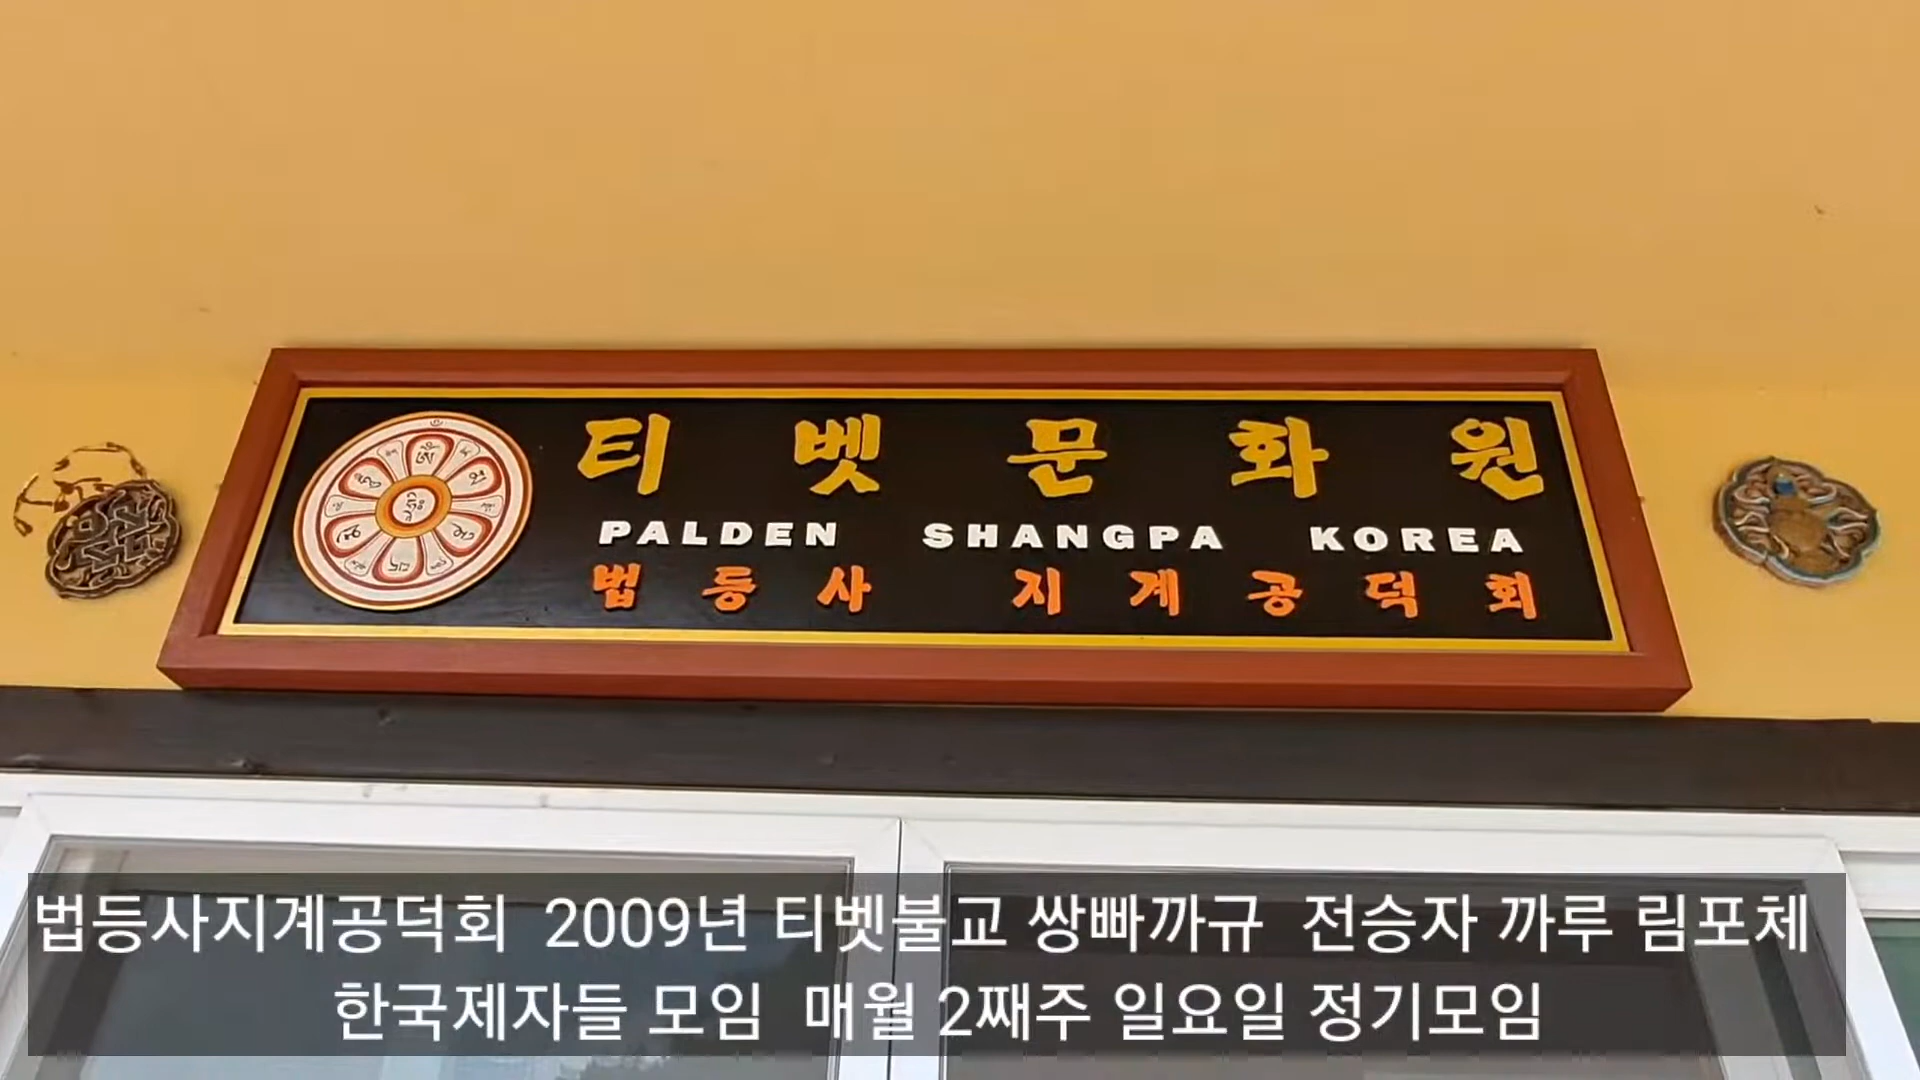 티벳문화원
PALDEN SHANGPA KOREA
법등사 지계공덕회
법등사지계공덕회 2009년 티벳불교 쌍빠까규 전승자 까루 림포체
한국제자들 모임 매월 2째주 일요일 정기모임